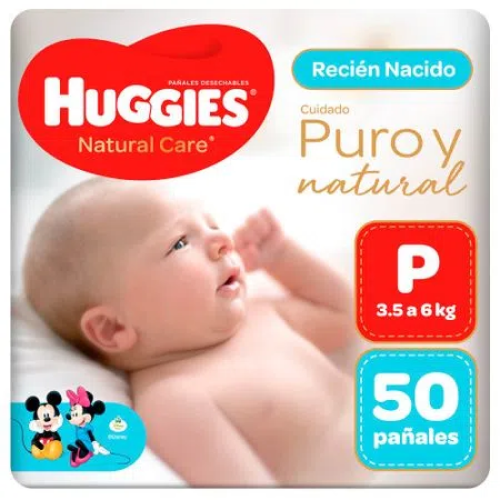 PAÑALES DESECHABLES
HUGGIES®
Natural Care®
Recién Nacido
Cuidado
Puro y
natural
P
3.5 a 6 kg
50
pañales